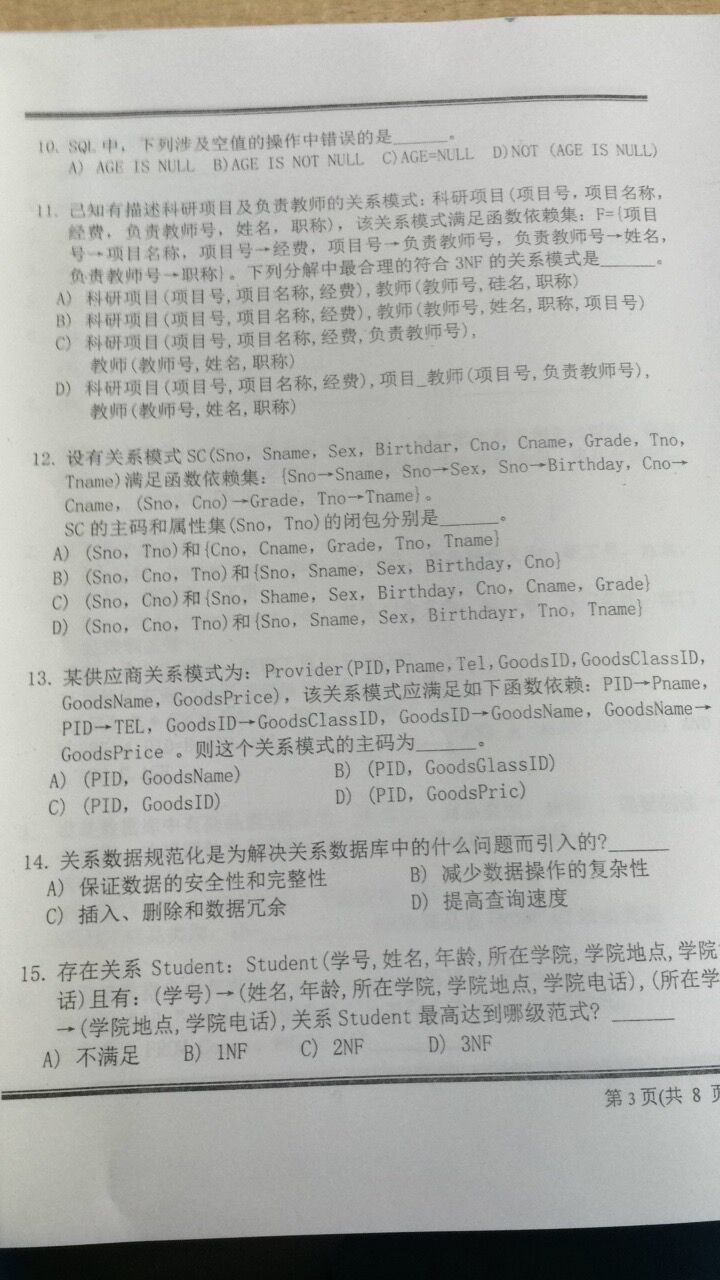 10. SQL 中, 下列涉及空值的操作中错误的是______。
A) AGE IS NULL B)AGE IS NOT NULL C)AGE=NULL D)NOT (AGE IS NULL)
11. 己知有描述科研项目及负责教师的关系模式: 科研项目(项目号, 项目名称,
经费, 负责教师号, 姓名, 职称), 该关系模式满足函数依赖集: F={项目
号→项目名称, 项目号→经费, 项目号→负责教师号, 负责教师号→姓名,
负责教师号→职称}。下列分解中最合理的符合 3NF 的关系模式是______。
A) 科研项目(项目号,项目名称,经费),教师(教师号,硅名,职称)
B) 科研项目(项目号,项目名称,经费),教师(教师号,姓名,职称,项目号)
C) 科研项目(项目号,项目名称,经费,负责教师号),
教师(教师号,姓名,职称)
D) 科研项目(项目号,项目名称,经费),项目_教师(项目号,负责教师号),
教师(教师号,姓名,职称)
12. 设有关系模式 SC(Sno, Sname, Sex, Birthdar, Cno, Cname, Grade, Tno,
Tname)满足函数依赖集: {Sno→Sname, Sno→Sex, Sno→Birthday, Cno→
Cname, (Sno, Cno)→Grade, Tno→Tname}。
SC 的主码和属性集(Sno, Tno)的闭包分别是______。
A) (Sno, Tno)和{Cno, Cname, Grade, Tno, Tname}
B) (Sno, Cno, Tno)和{Sno, Sname, Sex, Birthday, Cno}
C) (Sno, Cno)和{Sno, Shame, Sex, Birthday, Cno, Cname, Grade}
D) (Sno, Cno, Tno)和{Sno, Sname, Sex, Birthdayr, Tno, Tname}
13. 某供应商关系模式为: Provider(PID,Pname,Tel,GoodsID,GoodsClassID,
GoodsName, GoodsPrice), 该关系模式应满足如下函数依赖: PID→Pname,
PID→TEL, GoodsID→GoodsClassID, GoodsID→GoodsName, GoodsName→
GoodsPrice 。则这个关系模式的主码为______。
A) (PID, GoodsName) B) (PID, GoodsGlassID)
C) (PID, GoodsID) D) (PID, GoodsPric)
14. 关系数据规范化是为解决关系数据库中的什么问题而引入的?______
A) 保证数据的安全性和完整性 B) 减少数据操作的复杂性
C) 插入、删除和数据冗余 D) 提高查询速度
15. 存在关系 Student: Student(学号,姓名,年龄,所在学院,学院地点,学院
话)且有: (学号)→(姓名,年龄,所在学院,学院地点,学院电话),(所在学
→(学院地点,学院电话),关系 Student 最高达到哪级范式? ______
A) 不满足 B) 1NF C) 2NF D) 3NF
第 3 页(共 8 页